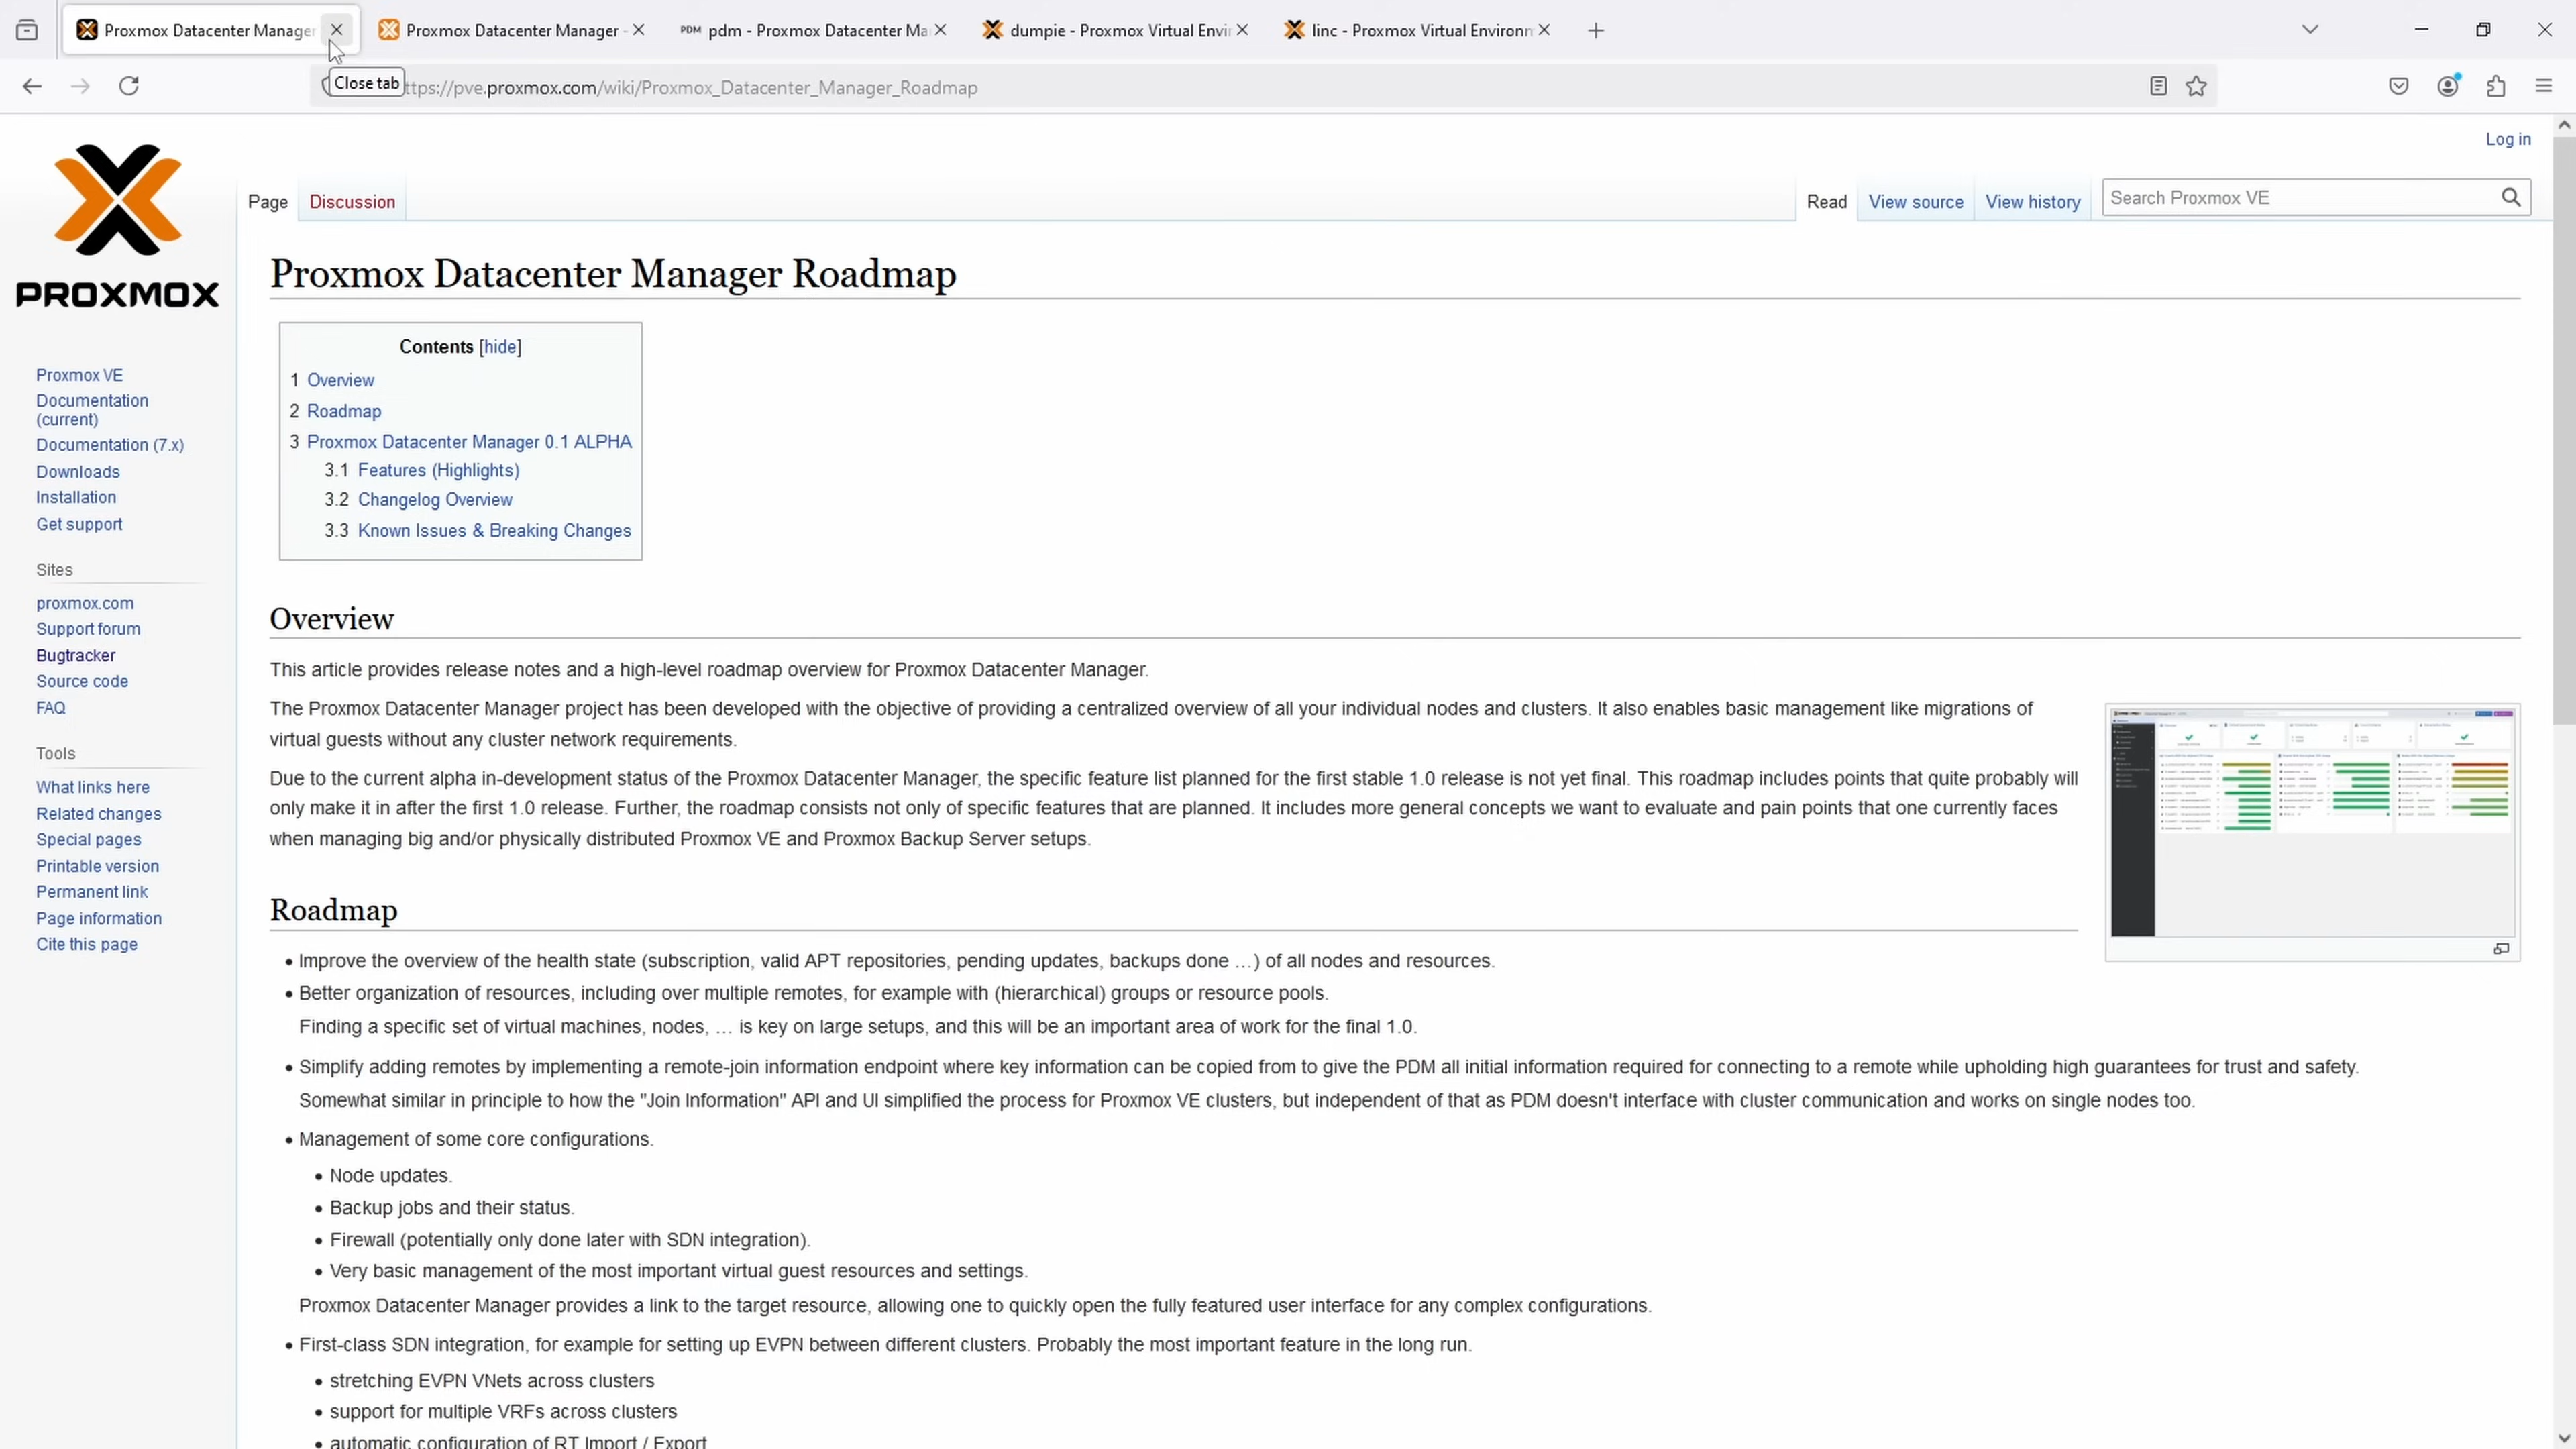 Proxmox Datacenter Manager
Proxmox Datacenter Manager -
PDM pdm - Proxmox Datacenter Ma
dumpie - Proxmox Virtual Envi
linc - Proxmox Virtual Environm
Close tab
ttps://pve.proxmox.com/wiki/Proxmox_Datacenter_Manager_Roadmap
Log in
Page
Discussion
Read
View source
View history
Search Proxmox VE
PROXMOX
Proxmox VE
Documentation
(current)
Documentation (7.x)
Downloads
Installation
Get support
Sites
proxmox.com
Support forum
Bugtracker
Source code
FAQ
Tools
What links here
Related changes
Special pages
Printable version
Permanent link
Page information
Cite this page
Proxmox Datacenter Manager Roadmap
Contents [hide]
1 Overview
2 Roadmap
3 Proxmox Datacenter Manager 0.1 ALPHA
3.1 Features (Highlights)
3.2 Changelog Overview
3.3 Known Issues & Breaking Changes
Overview
This article provides release notes and a high-level roadmap overview for Proxmox Datacenter Manager.
The Proxmox Datacenter Manager project has been developed with the objective of providing a centralized overview of all your individual nodes and clusters. It also enables basic management like migrations of
virtual guests without any cluster network requirements.
Due to the current alpha in-development status of the Proxmox Datacenter Manager, the specific feature list planned for the first stable 1.0 release is not yet final. This roadmap includes points that quite probably will
only make it in after the first 1.0 release. Further, the roadmap consists not only of specific features that are planned. It includes more general concepts we want to evaluate and pain points that one currently faces
when managing big and/or physically distributed Proxmox VE and Proxmox Backup Server setups.
Roadmap
• Improve the overview of the health state (subscription, valid APT repositories, pending updates, backups done …) of all nodes and resources.
• Better organization of resources, including over multiple remotes, for example with (hierarchical) groups or resource pools.
Finding a specific set of virtual machines, nodes, … is key on large setups, and this will be an important area of work for the final 1.0.
• Simplify adding remotes by implementing a remote-join information endpoint where key information can be copied from to give the PDM all initial information required for connecting to a remote while upholding high guarantees for trust and safety.
Somewhat similar in principle to how the "Join Information" API and UI simplified the process for Proxmox VE clusters, but independent of that as PDM doesn't interface with cluster communication and works on single nodes too.
• Management of some core configurations.
• Node updates.
• Backup jobs and their status.
• Firewall (potentially only done later with SDN integration).
• Very basic management of the most important virtual guest resources and settings.
Proxmox Datacenter Manager provides a link to the target resource, allowing one to quickly open the fully featured user interface for any complex configurations.
• First-class SDN integration, for example for setting up EVPN between different clusters. Probably the most important feature in the long run.
• stretching EVPN VNets across clusters
• support for multiple VRFs across clusters
• automatic configuration of RT Import / Export